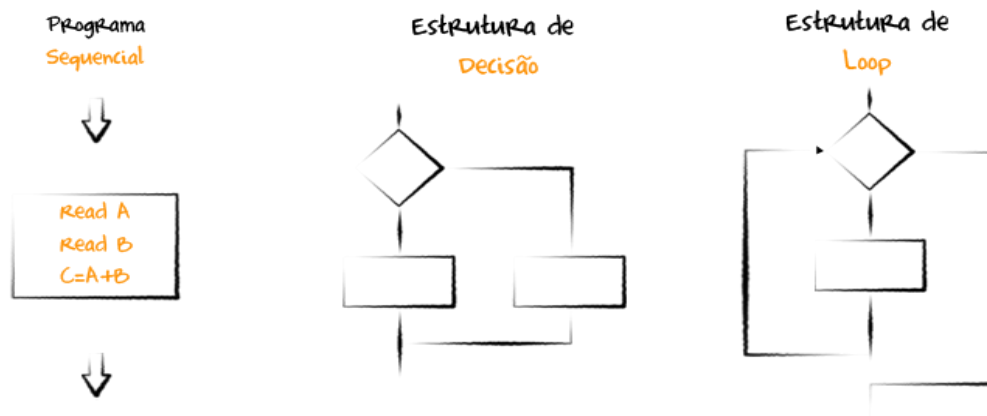 Programa
Sequencial
Read A
Read B
C=A+B
Estrutura de
Decisão
Estrutura de
Loop